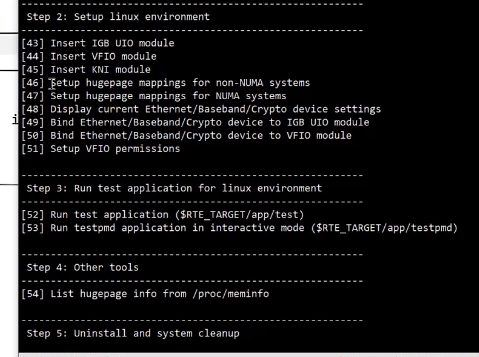 ----------------------------------------------------------
Step 2: Setup linux environment
----------------------------------------------------------
[43] Insert IGB UIO module
[44] Insert VFIO module
[45] Insert KNI module
[46] Setup hugepage mappings for non-NUMA systems
[47] Setup hugepage mappings for NUMA systems
[48] Display current Ethernet/Baseband/Crypto device settings
[49] Bind Ethernet/Baseband/Crypto device to IGB UIO module
[50] Bind Ethernet/Baseband/Crypto device to VFIO module
[51] Setup VFIO permissions
----------------------------------------------------------
Step 3: Run test application for linux environment
----------------------------------------------------------
[52] Run test application ($RTE_TARGET/app/test)
[53] Run testpmd application in interactive mode ($RTE_TARGET/app/testpmd)
----------------------------------------------------------
Step 4: Other tools
----------------------------------------------------------
[54] List hugepage info from /proc/meminfo
----------------------------------------------------------
Step 5: Uninstall and system cleanup
----------------------------------------------------------